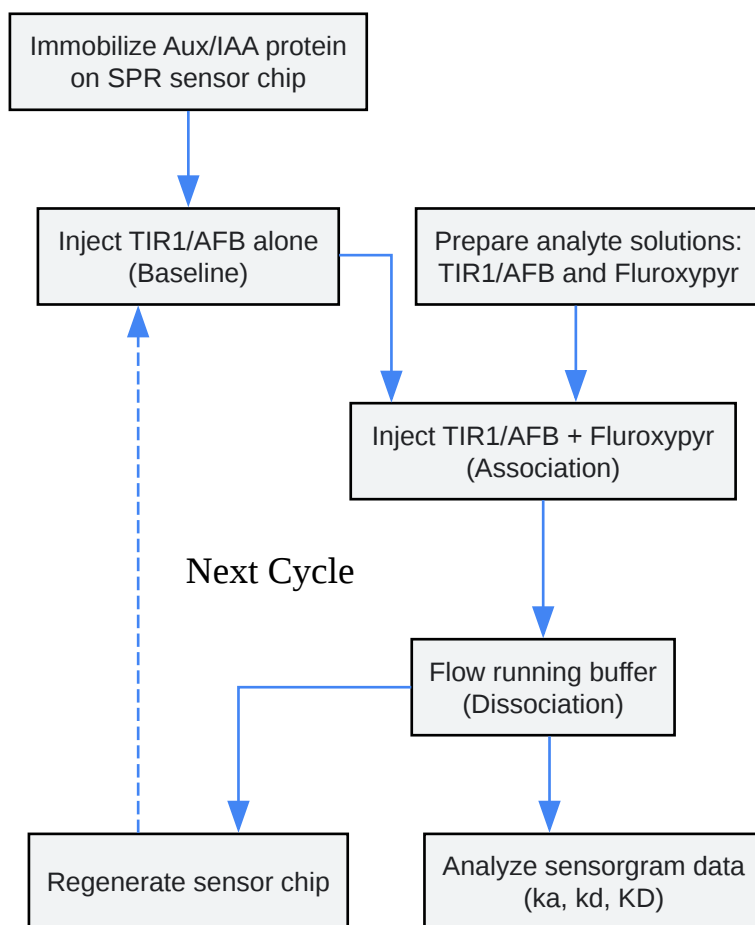 Immobilize Aux/IAA protein
on SPR sensor chip
Inject TIR1/AFB alone
(Baseline)
Prepare analyte solutions:
TIR1/AFB and Fluroxypyr
Inject TIR1/AFB + Fluroxypyr
(Association)
Next Cycle
Flow running buffer
(Dissociation)
Regenerate sensor chip
Analyze sensorgram data
(ka, kd, KD)